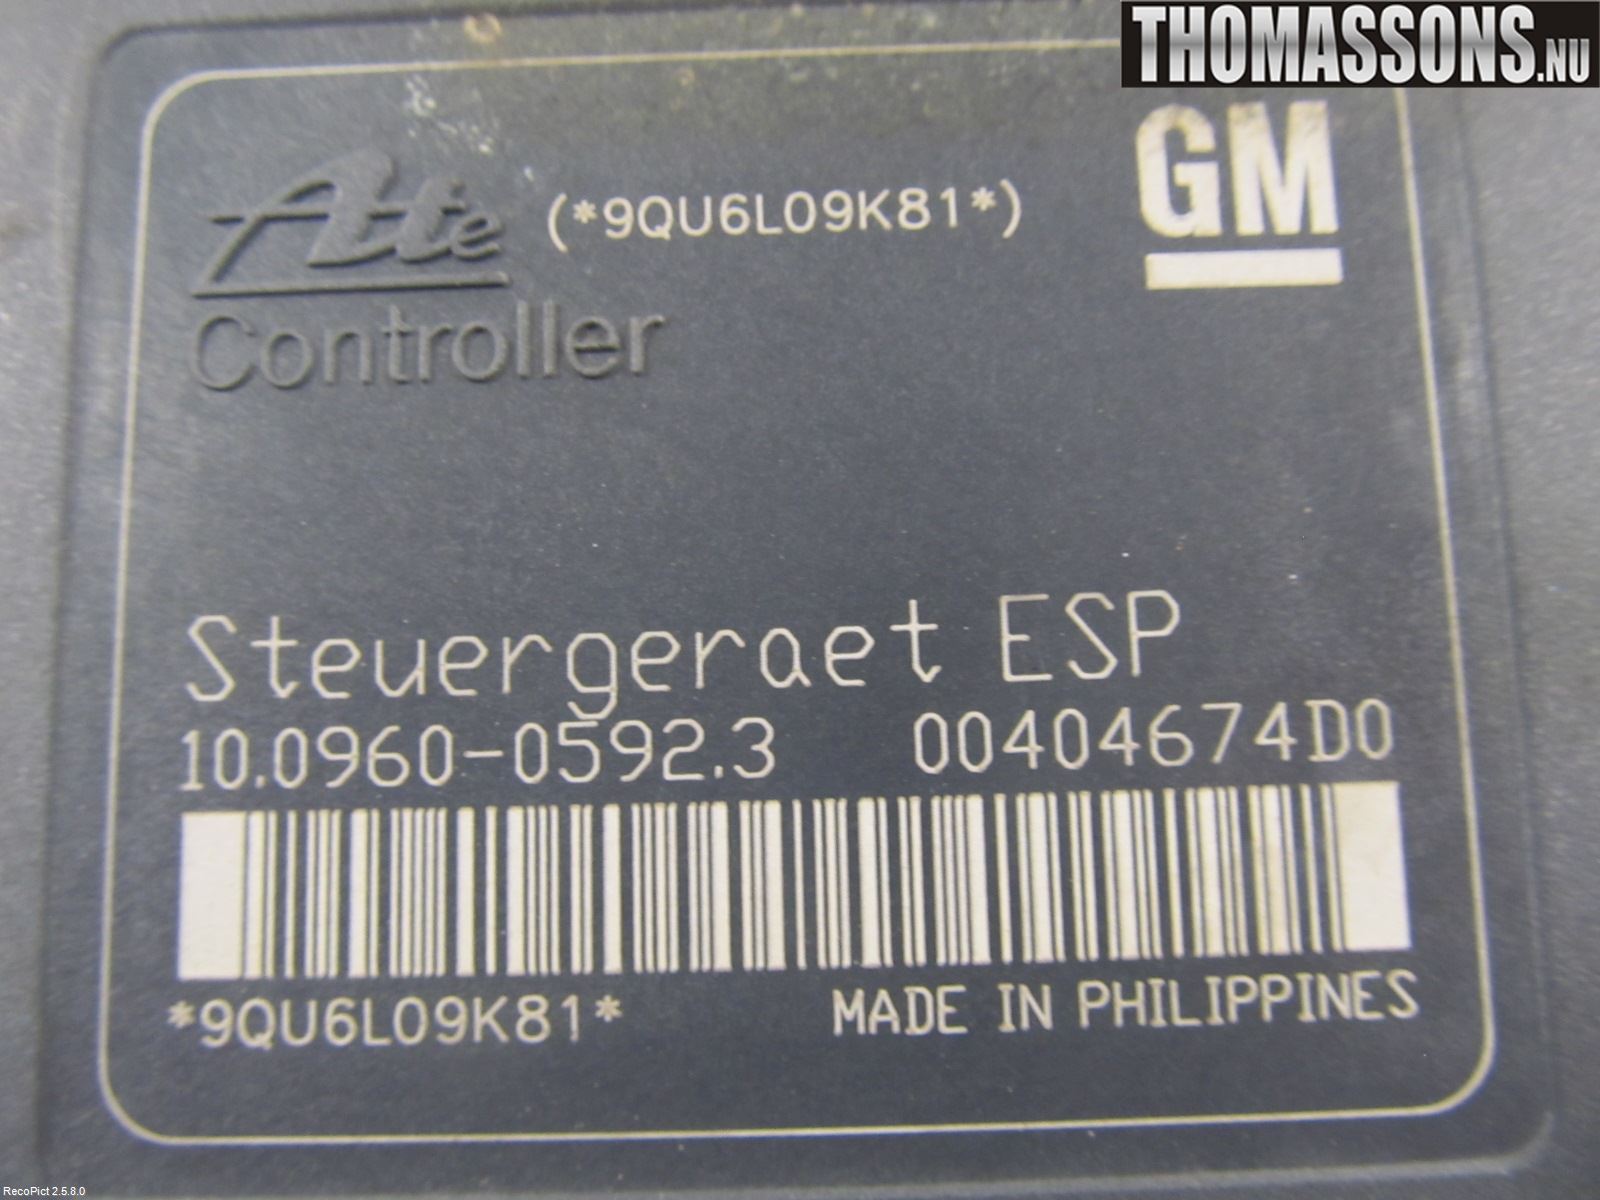 THOMASSONS.NU
GM
Ate (*9QU6L09K81*)
Controller
Steuergeraet ESP
10.0960-0592.3 00404674D0
*9QU6L09K81* MADE IN PHILIPPINES
RecoPict 2.5.8.0